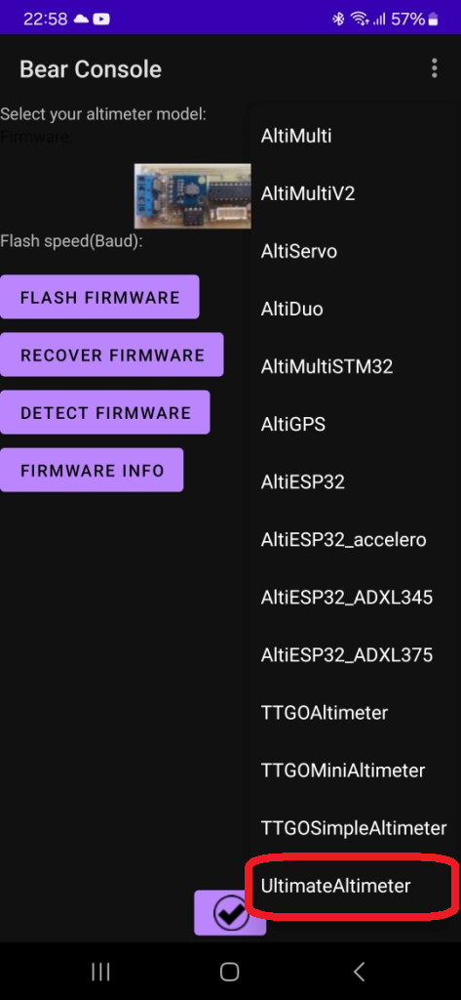 22:58 57%
Bear Console
Select your altimeter model:
Firmware:
Flash speed(Baud):
FLASH FIRMWARE
RECOVER FIRMWARE
DETECT FIRMWARE
FIRMWARE INFO
AltiMulti
AltiMultiV2
AltiServo
AltiDuo
AltiMultiSTM32
AltiGPS
AltiESP32
AltiESP32_accelero
AltiESP32_ADXL345
AltiESP32_ADXL375
TTGOAltimeter
TTGOMiniAltimeter
TTGOSimpleAltimeter
UltimateAltimeter